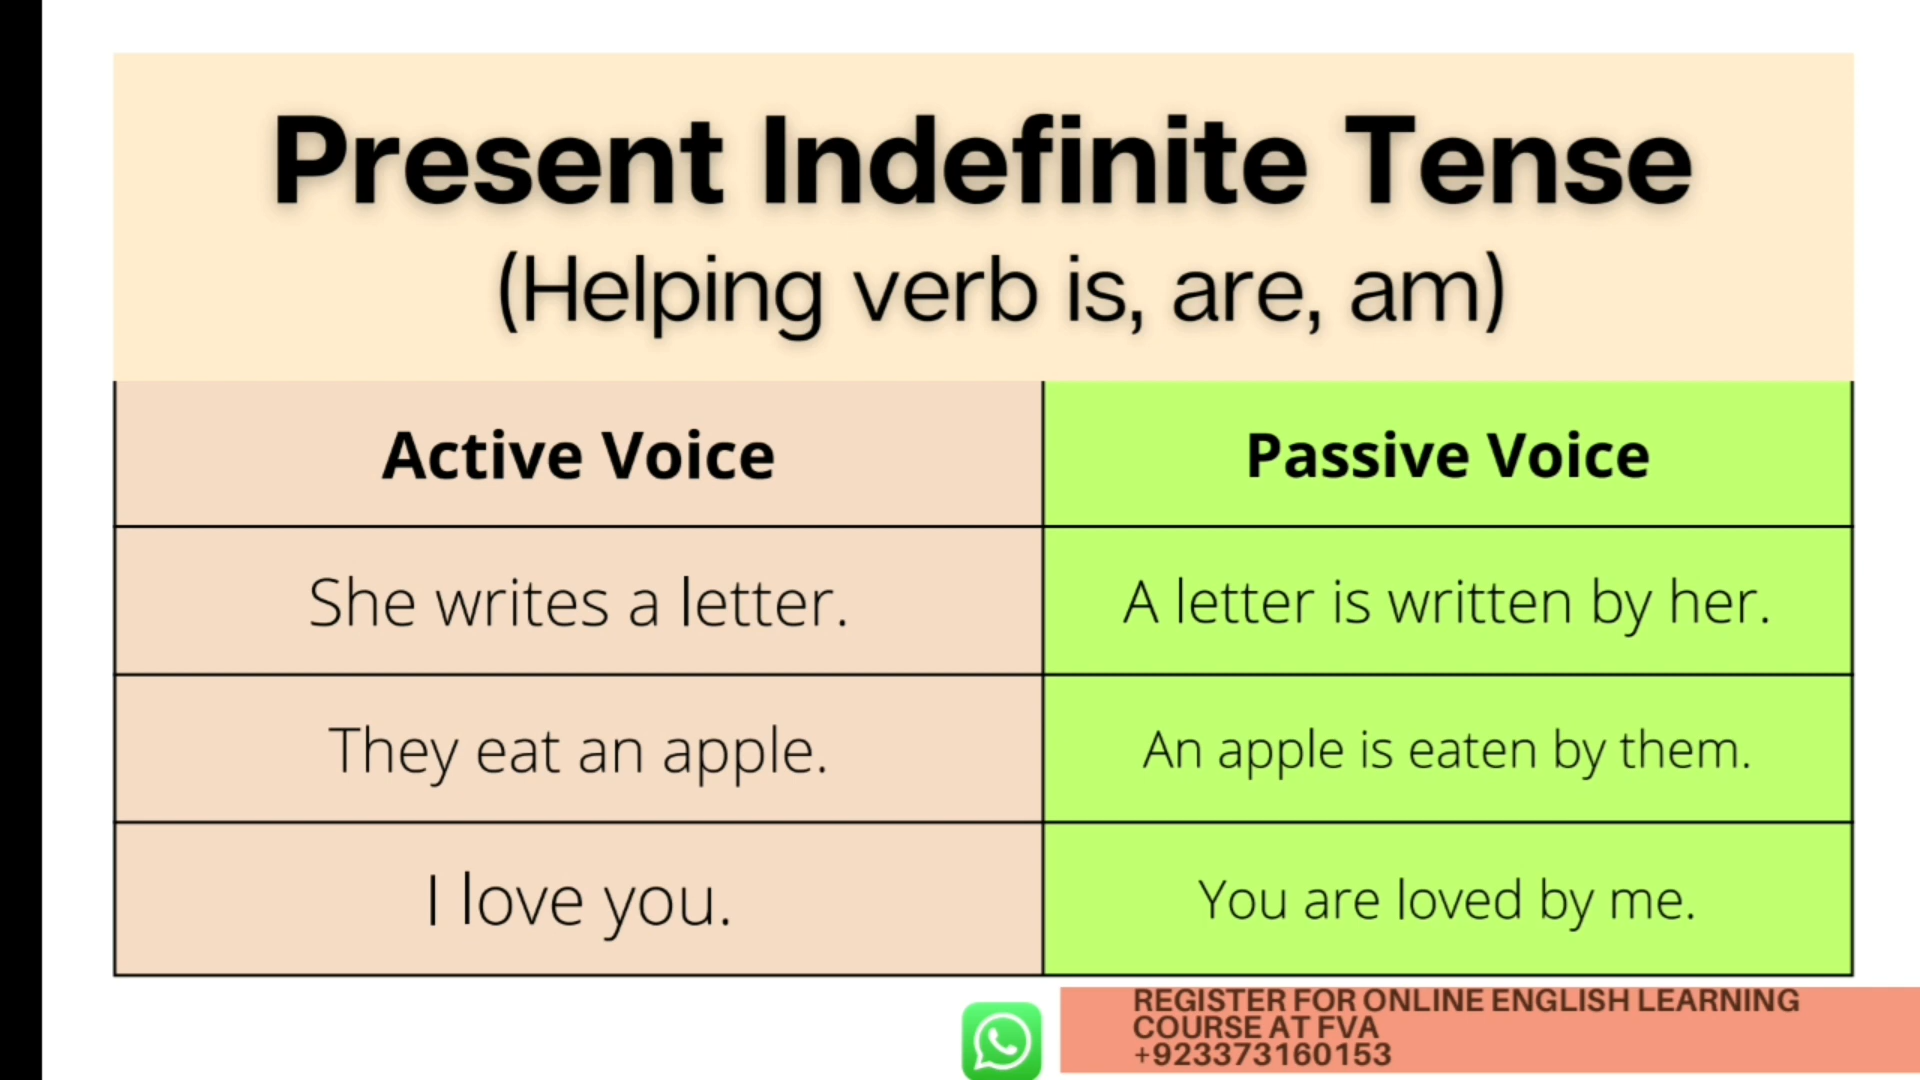 Present Indefinite Tense
(Helping verb is, are, am)
Active Voice
Passive Voice
She writes a letter.
A letter is written by her.
They eat an apple.
An apple is eaten by them.
I love you.
You are loved by me.
REGISTER FOR ONLINE ENGLISH LEARNING
COURSE AT FVA
+923373160153